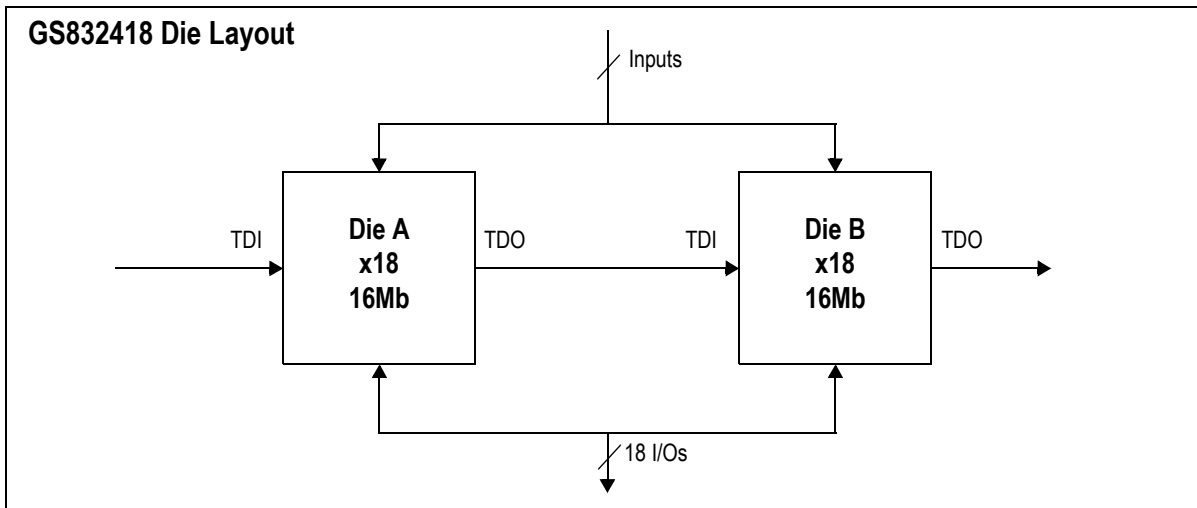 GS832418 Die Layout
Inputs
TDI
Die A
x18
16Mb
TDO
TDI
Die B
x18
16Mb
TDO
18 I/Os